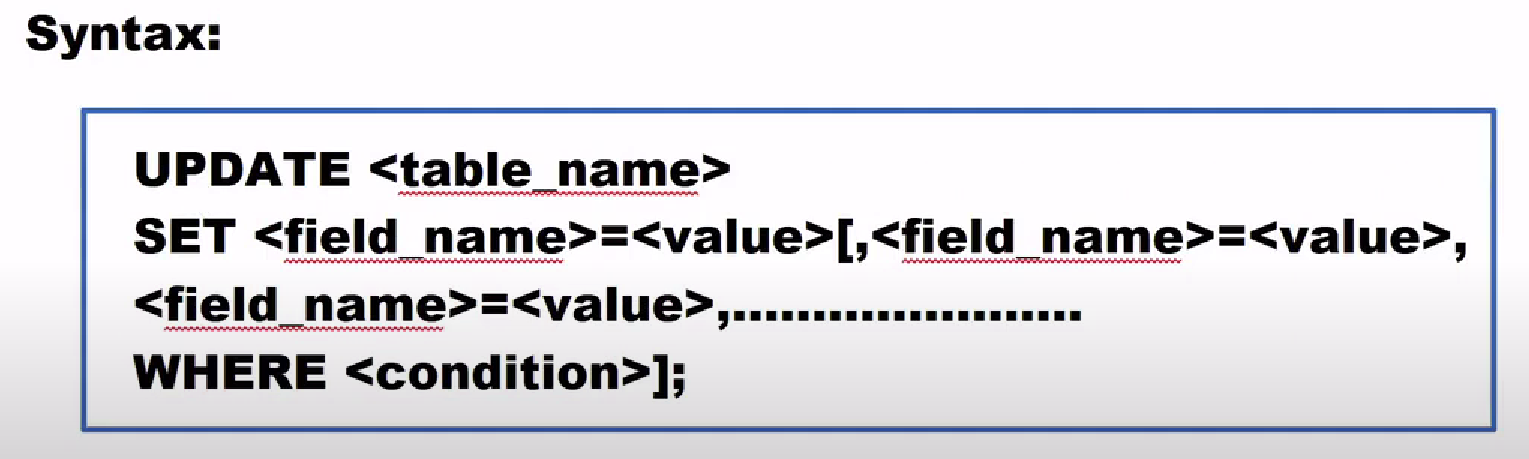 Syntax:
UPDATE <table_name>
SET <field_name>=<value>[,<field_name>=<value>,
<field_name>=<value>,......................
WHERE <condition>];